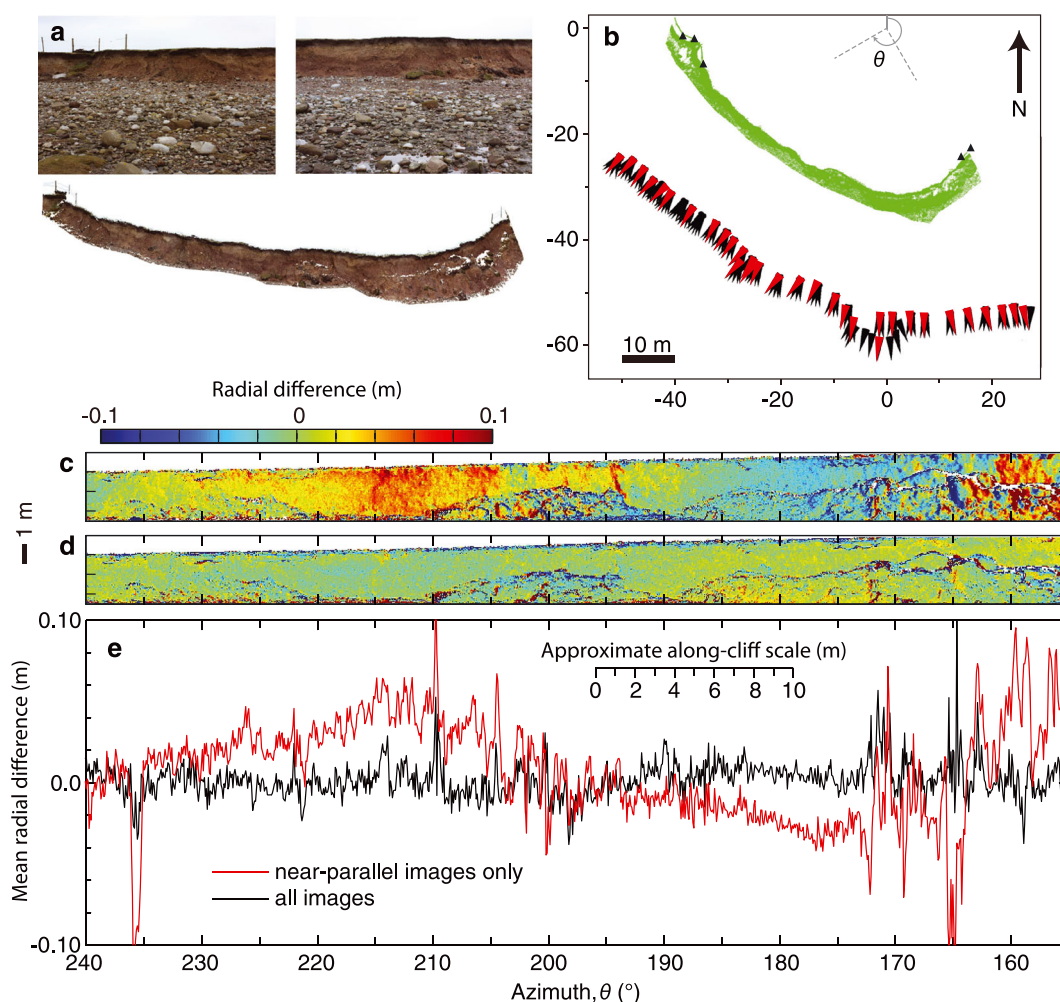 a
b
0
-20
-40
-60
θ
N
10 m
-40
-20
0
20
Radial difference (m)
-0.1
0
0.1
c
1 m
d
e
0.10
0.0
-0.10
Mean radial difference (m)
Approximate along-cliff scale (m)
0 2 4 6 8 10
near-parallel images only
all images
240 230 220 210 200 190 180 170 160
Azimuth, θ (°)